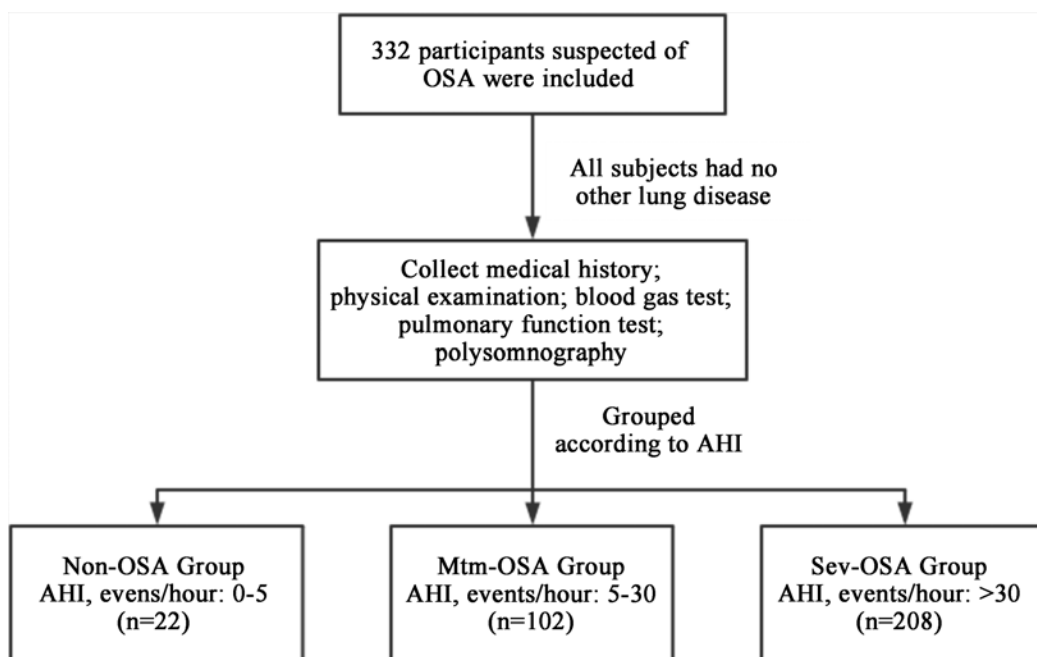 332 participants suspected of
OSA were included
All subjects had no
other lung disease
Collect medical history;
physical examination; blood gas test;
pulmonary function test;
polysomnography
Grouped
according to AHI
Non-OSA Group
AHI, evens/hour: 0-5
(n=22)
Mtm-OSA Group
AHI, events/hour: 5-30
(n=102)
Sev-OSA Group
AHI, events/hour: >30
(n=208)